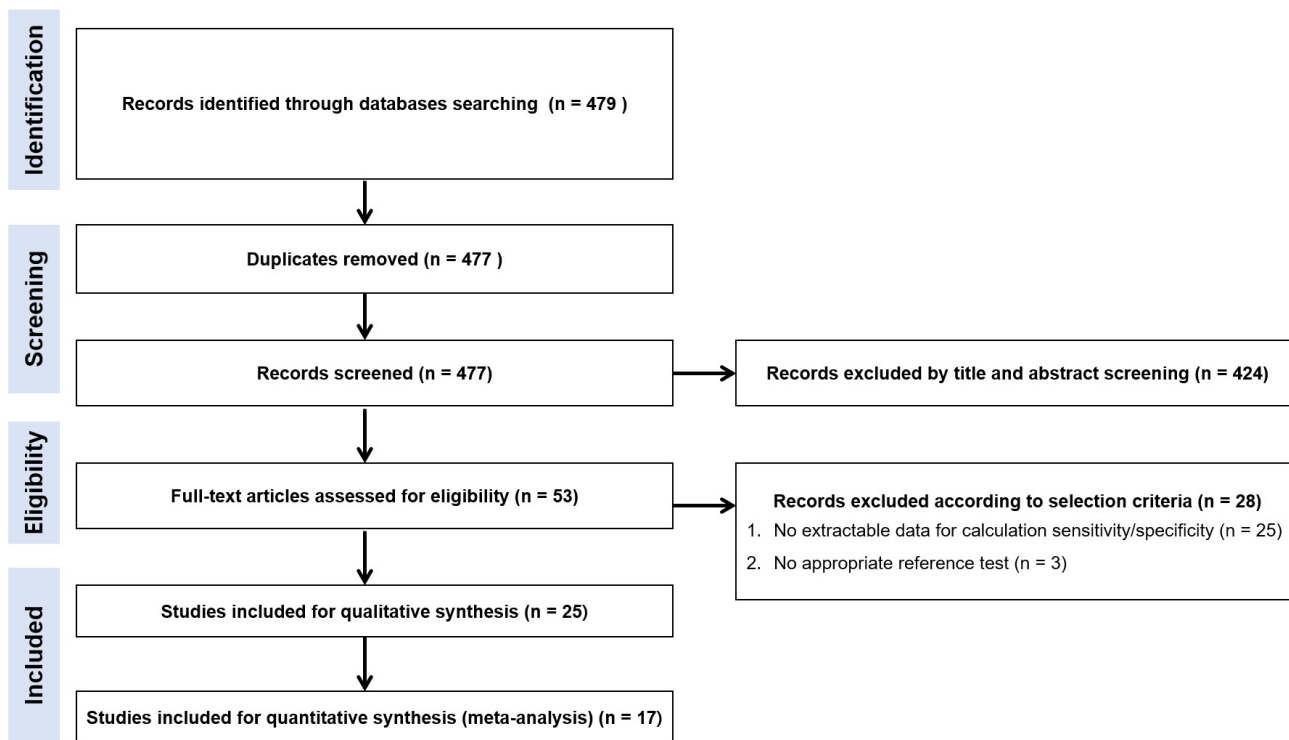 Identification
Records identified through databases searching (n = 479 )
Screening
Duplicates removed (n = 477 )
Records screened (n = 477)
Records excluded by title and abstract screening (n = 424)
Eligibility
Full-text articles assessed for eligibility (n = 53)
Records excluded according to selection criteria (n = 28)
1. No extractable data for calculation sensitivity/specificity (n = 25)
2. No appropriate reference test (n = 3)
Included
Studies included for qualitative synthesis (n = 25)
Studies included for quantitative synthesis (meta-analysis) (n = 17)